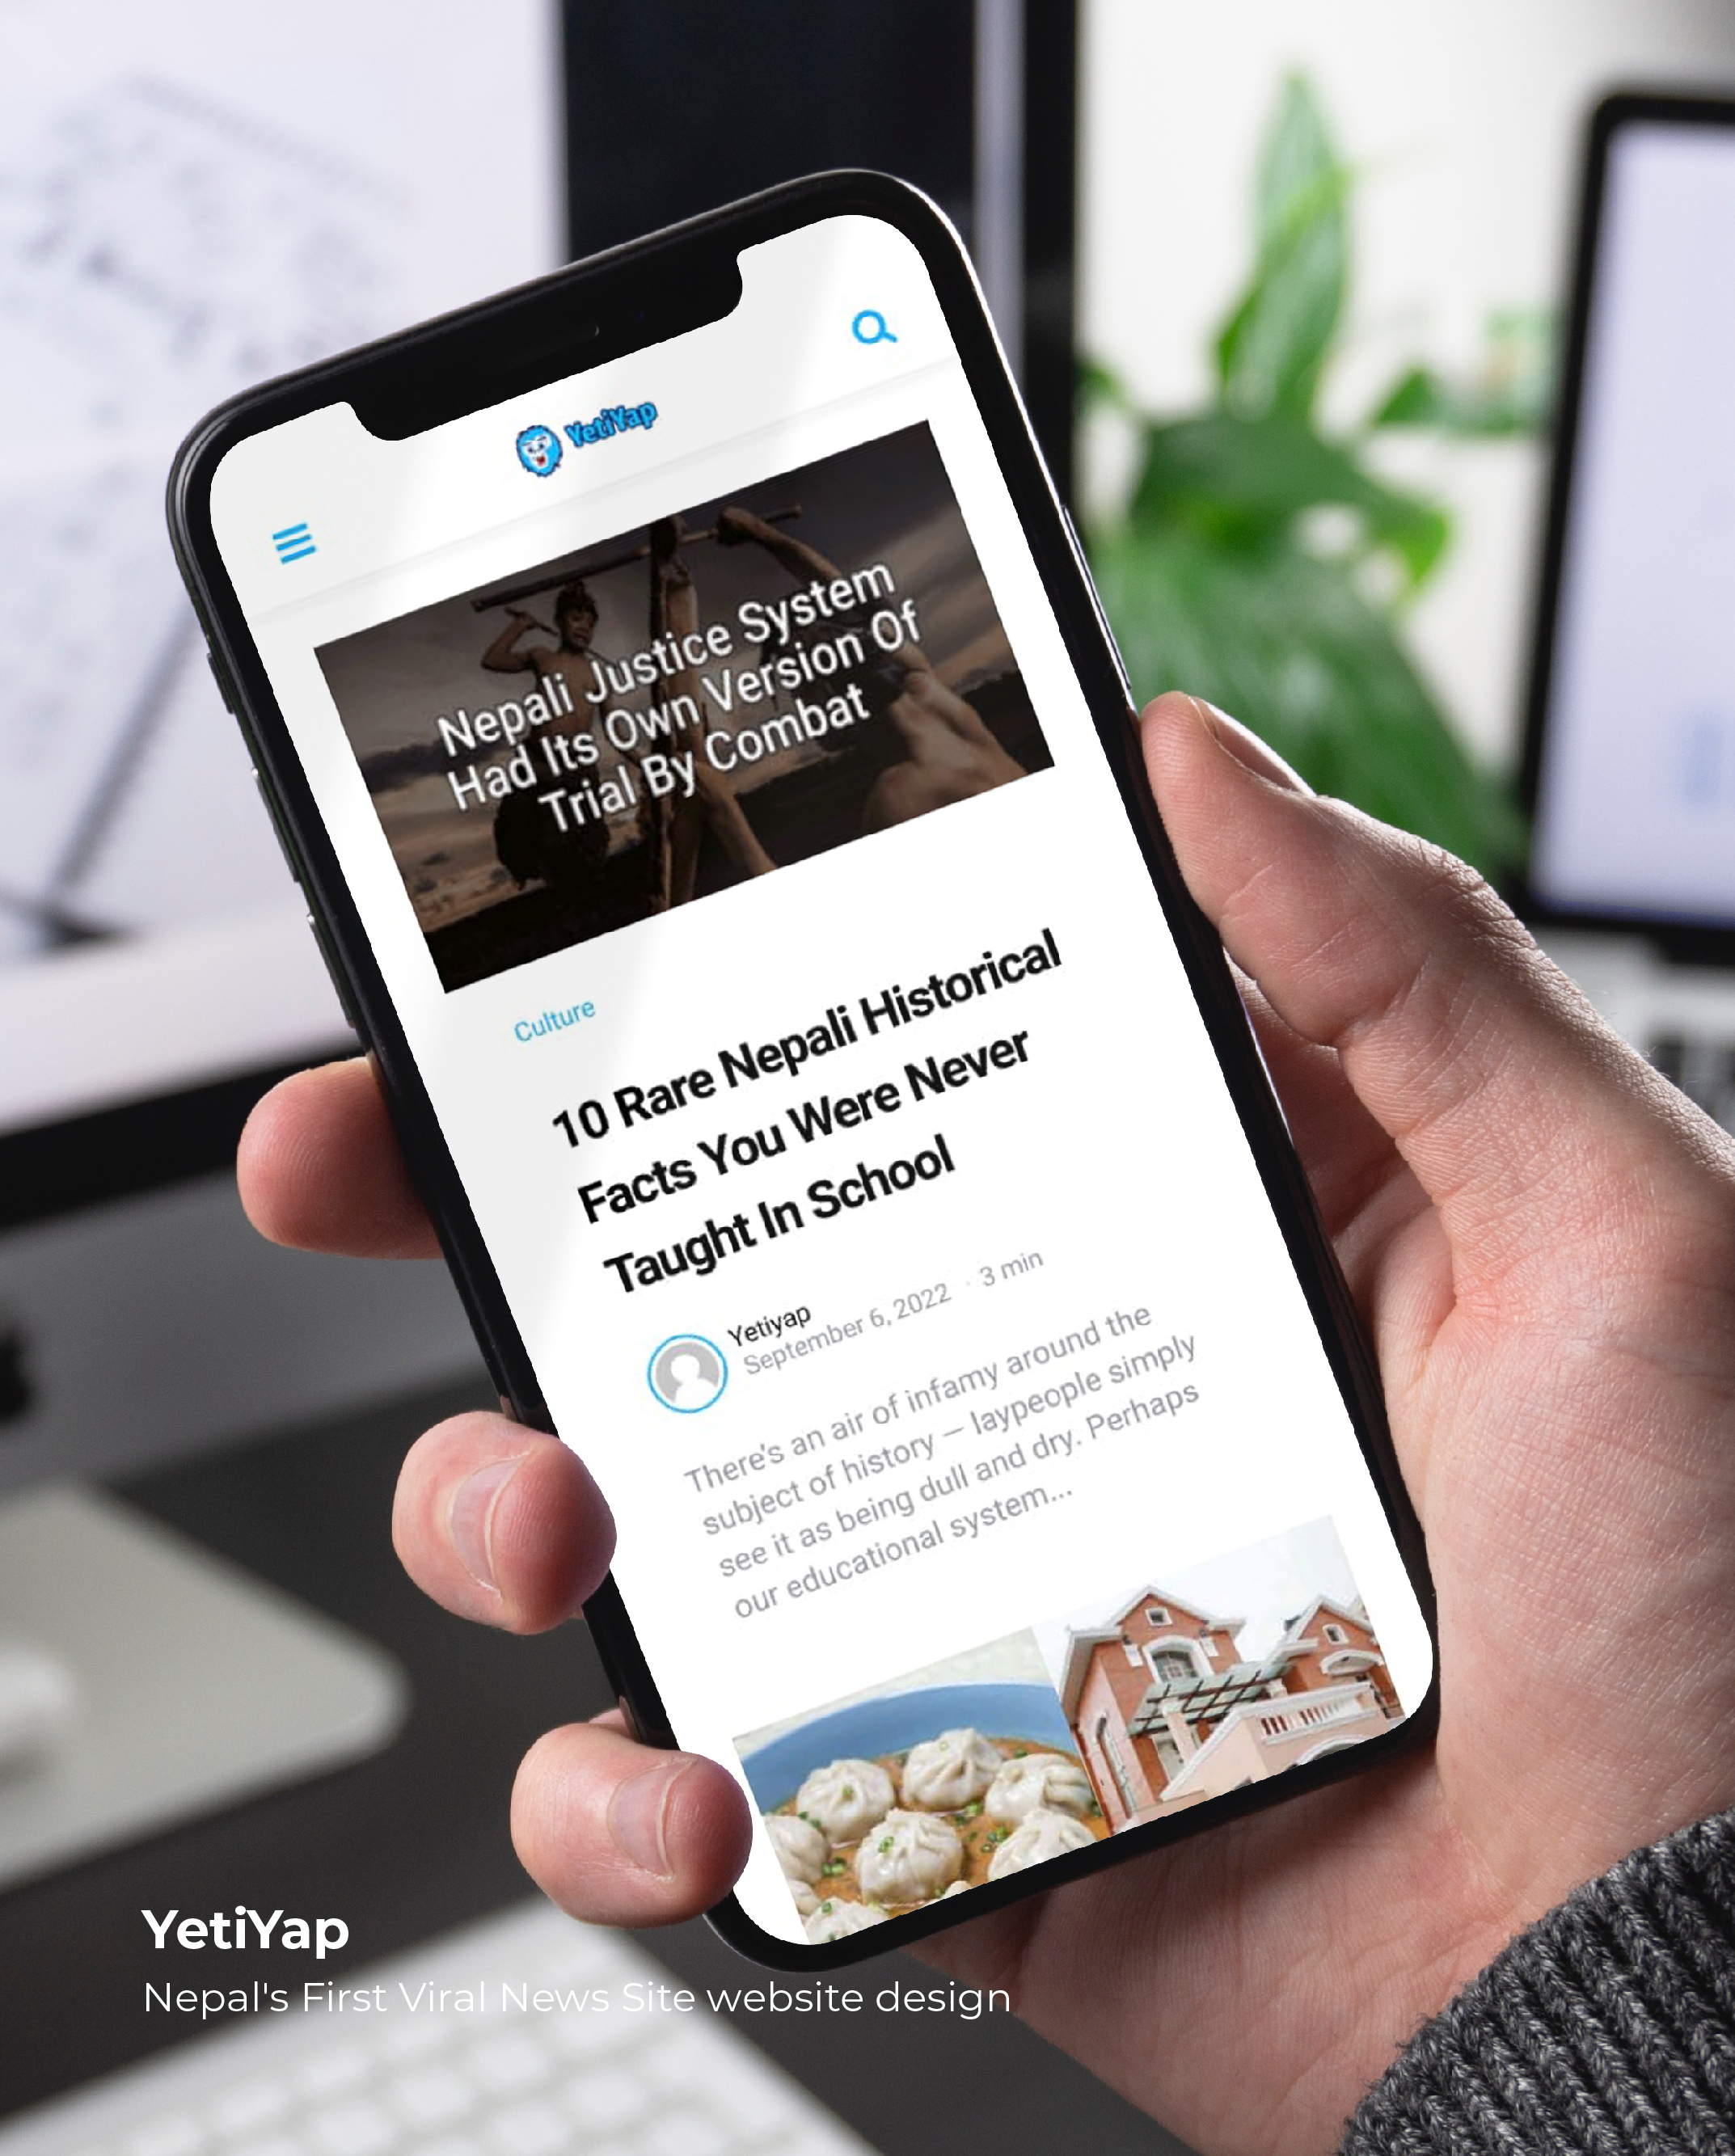 YetiYap
Nepali Justice System
Had Its Own Version Of
Trial By Combat
Culture
10 Rare Nepali Historical
Facts You Were Never
Taught In School
Yetiyap
September 6, 2022 · 3 min
There's an air of infamy around the
subject of history — laypeople simply
see it as being dull and dry. Perhaps
our educational system...
YetiYap
Nepal's First Viral News Site website design